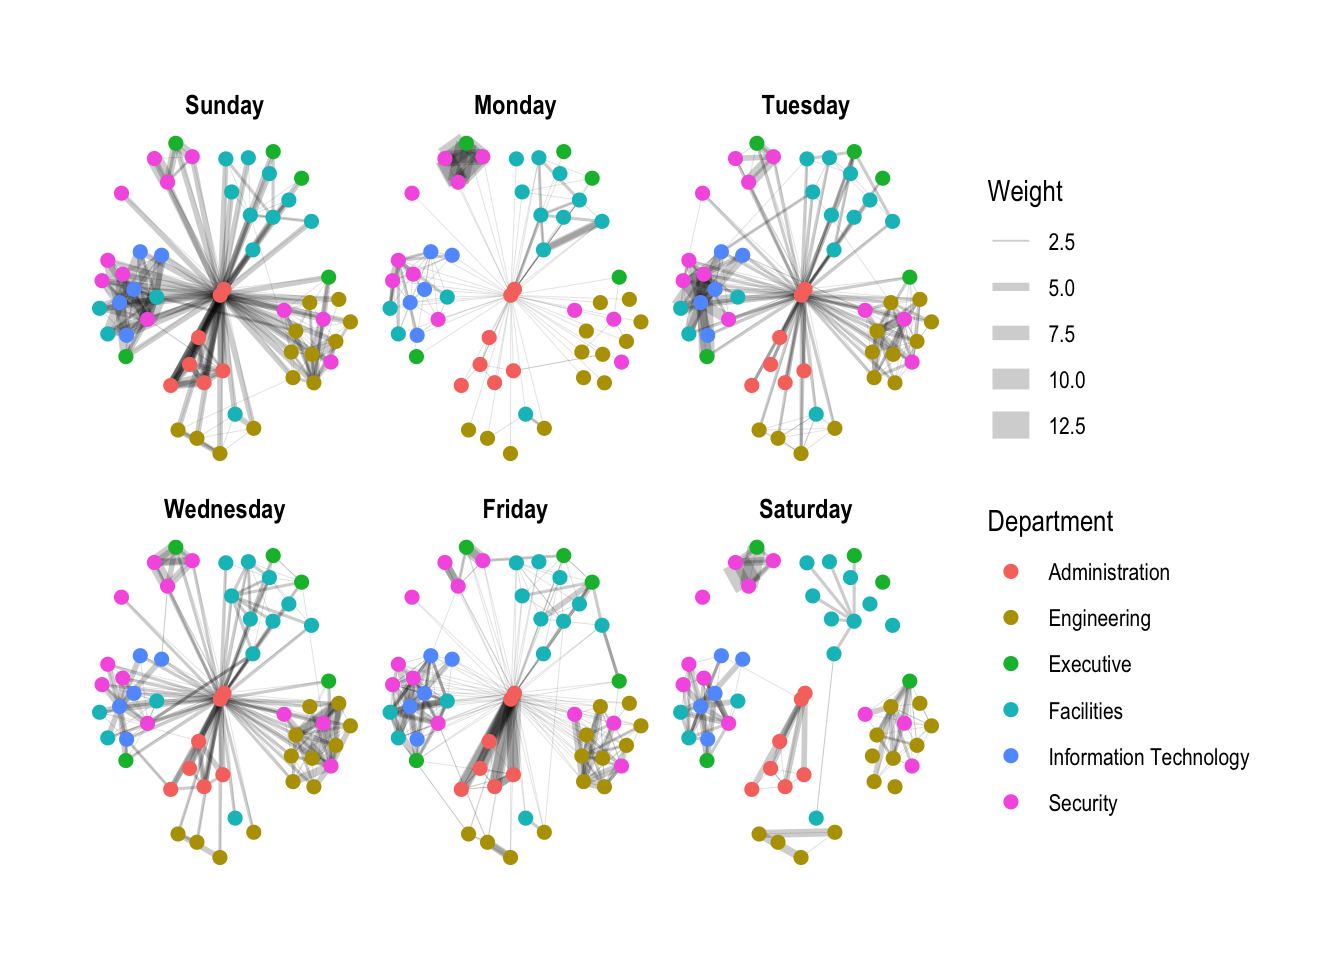 Sunday
Monday
Tuesday
Wednesday
Friday
Saturday
Weight
2.5
5.0
7.5
10.0
12.5
Department
Administration
Engineering
Executive
Facilities
Information Technology
Security